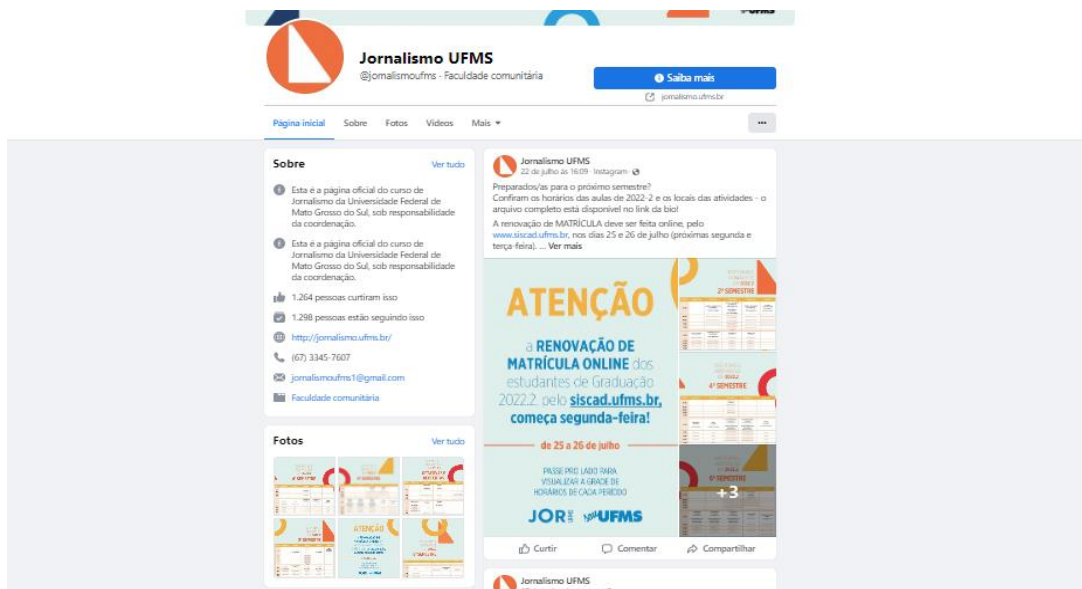 UFMS
Jornalismo UFMS
@jornalismoufms · Faculdade comunitária
Saiba mais
jornalismo.ufms.br
Página inicial Sobre Fotos Vídeos Mais
Sobre
Ver tudo
Esta é a página oficial do curso de
Jornalismo da Universidade Federal de
Mato Grosso do Sul, sob responsabilidade
da coordenação.
Esta é a página oficial do curso de
Jornalismo da Universidade Federal de
Mato Grosso do Sul, sob responsabilidade
da coordenação.
1.264 pessoas curtiram isso
1.298 pessoas estão seguindo isso
http://jornalismo.ufms.br/
(67) 3345-7607
jornalismoufms1@gmail.com
Faculdade comunitária
Fotos
Ver tudo
ATENÇÃO
Jornalismo UFMS
22 de julho às 16:09 · Instagram ·
Preparados/as para o próximo semestre?
Confiram os horários das aulas de 2022-2 e os locais das atividades - o
arquivo completo está disponível no link da bio!
A renovação de MATRÍCULA deve ser feita online, pelo
www.siscad.ufms.br, nos dias 25 e 26 de julho (próximas segunda e
terça-feira). ... Ver mais
ATENÇÃO
a RENOVAÇÃO DE
MATRÍCULA ONLINE dos
estudantes de Graduação
2022.2 pelo siscad.ufms.br,
começa segunda-feira!
de 25 a 26 de julho
PASSE PRO LADO PARA
VISUALIZAR A GRADE DE
HORÁRIOS DE CADA PERÍODO
JOR UFMS
2º SEMESTRE
4º SEMESTRE
6º SEMESTRE
+3
Curtir Comentar Compartilhar
Jornalismo UFMS